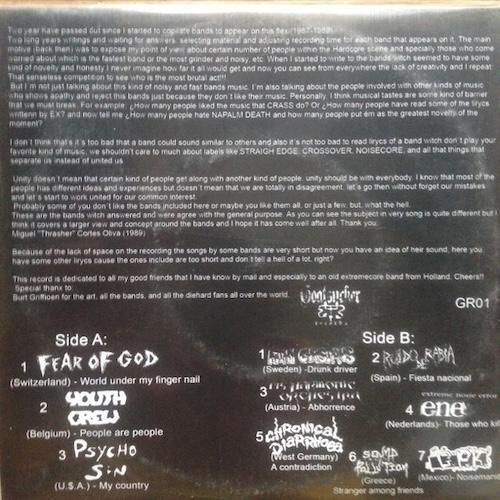 Two year have passed out since I started to copilate bands to appear on this flexi(1987-1989)
Two long years writings and waiting for answers, selecting material and adjusting recording time for each band that appears on it. The main
motive (back then) was to expose my point of view about certain number of people within the Hardcore scene and specially those who come
worried about which is the fastest band or the most grinder or noisy, etc. When I started to write to the bands witch seemed to have some
kind of novelty and honesty I never imagine how far it all would get and now you can see from everywhere the lack of creativity and I repeat
That senseless competition to see who is the most brutal act!!!
But I´m not just talking about this kind of noisy and fast bands music. I´m also talking about the people involved with other kinds of music
who shows apathy and reject this bands just because they don´t like their music. Personally, I think musical tastes are some kind of barrier
that we must break. For example: ¿How many people liked the music that CRASS do? Or ¿How many people have read some of the lirycs
writtenn by EX? and now tell me ¿How many people hate NAPALM DEATH and how many people put em as the greatest novelty of the
moment?
I don´t think that´s it´s too bad that a band could sound similar to others and also it´s not too bad to read lirycs of a band witch don´t play your
favorite kind of music, we shouldn't care to much about labels like STRAIGH EDGE, CROSSOVER, NOISECORE, and all that things that
separate us instead of united us
Unity doesn´t mean that certain kind of people get along with another kind of people, unity should be with everybody. I know that most of the
people has different ideas and experiences but doesn´t mean that we are totally in disagreement, let´s go then without forget our mistakes
and let´s start to work united for our common interest.
Probably some of you don´t like the bands included here or maybe you like them all, or just a few, but, what the hell.
These are the bands witch answered and were agree with the general purpose. As you can see the subject in very song is quite different but I
think it covers a larger view and concept around the bands and I hope it has come well after all. Thank you.
Miguel "Thrasher" Cortes Obva (1989)
Because of the lack of space on the recording the songs by some bands are very short but now you have an idea of heir sound, here you
have some other lirycs cause the ones include are too short and don´t tell a hell of a lot, right?
This record is dedicated to all my good friends that I have know by mail and especially to an old extremecore band from Holland. Cheers!!
Special thanx to:
Burt Griffioen for the art, all the bands, and all the diehard fans all over the world.
GR01
Side A:
1 FEAR OF GOD
(Switzerland) - World under my finger nail
2 YOUTH CREW
(Belgium) - People are people
3 PSYCHO SIN
(U.S.A.) - My country
Side B:
1
(Sweden) -Drunk driver
2 RUIDO DE RABIA
(Spain) - Fiesta nacional
3
(Austria) - Abhorrence
4 extreme noise error
ene
(Nederlands)- Those who kill
5 CHRONICAL DIARRHOEA
(West Germany)
A contradiction
6 SOUND POLLUTION
(Greece)
Stranger among friends
7
(Mexico)- Noisemania